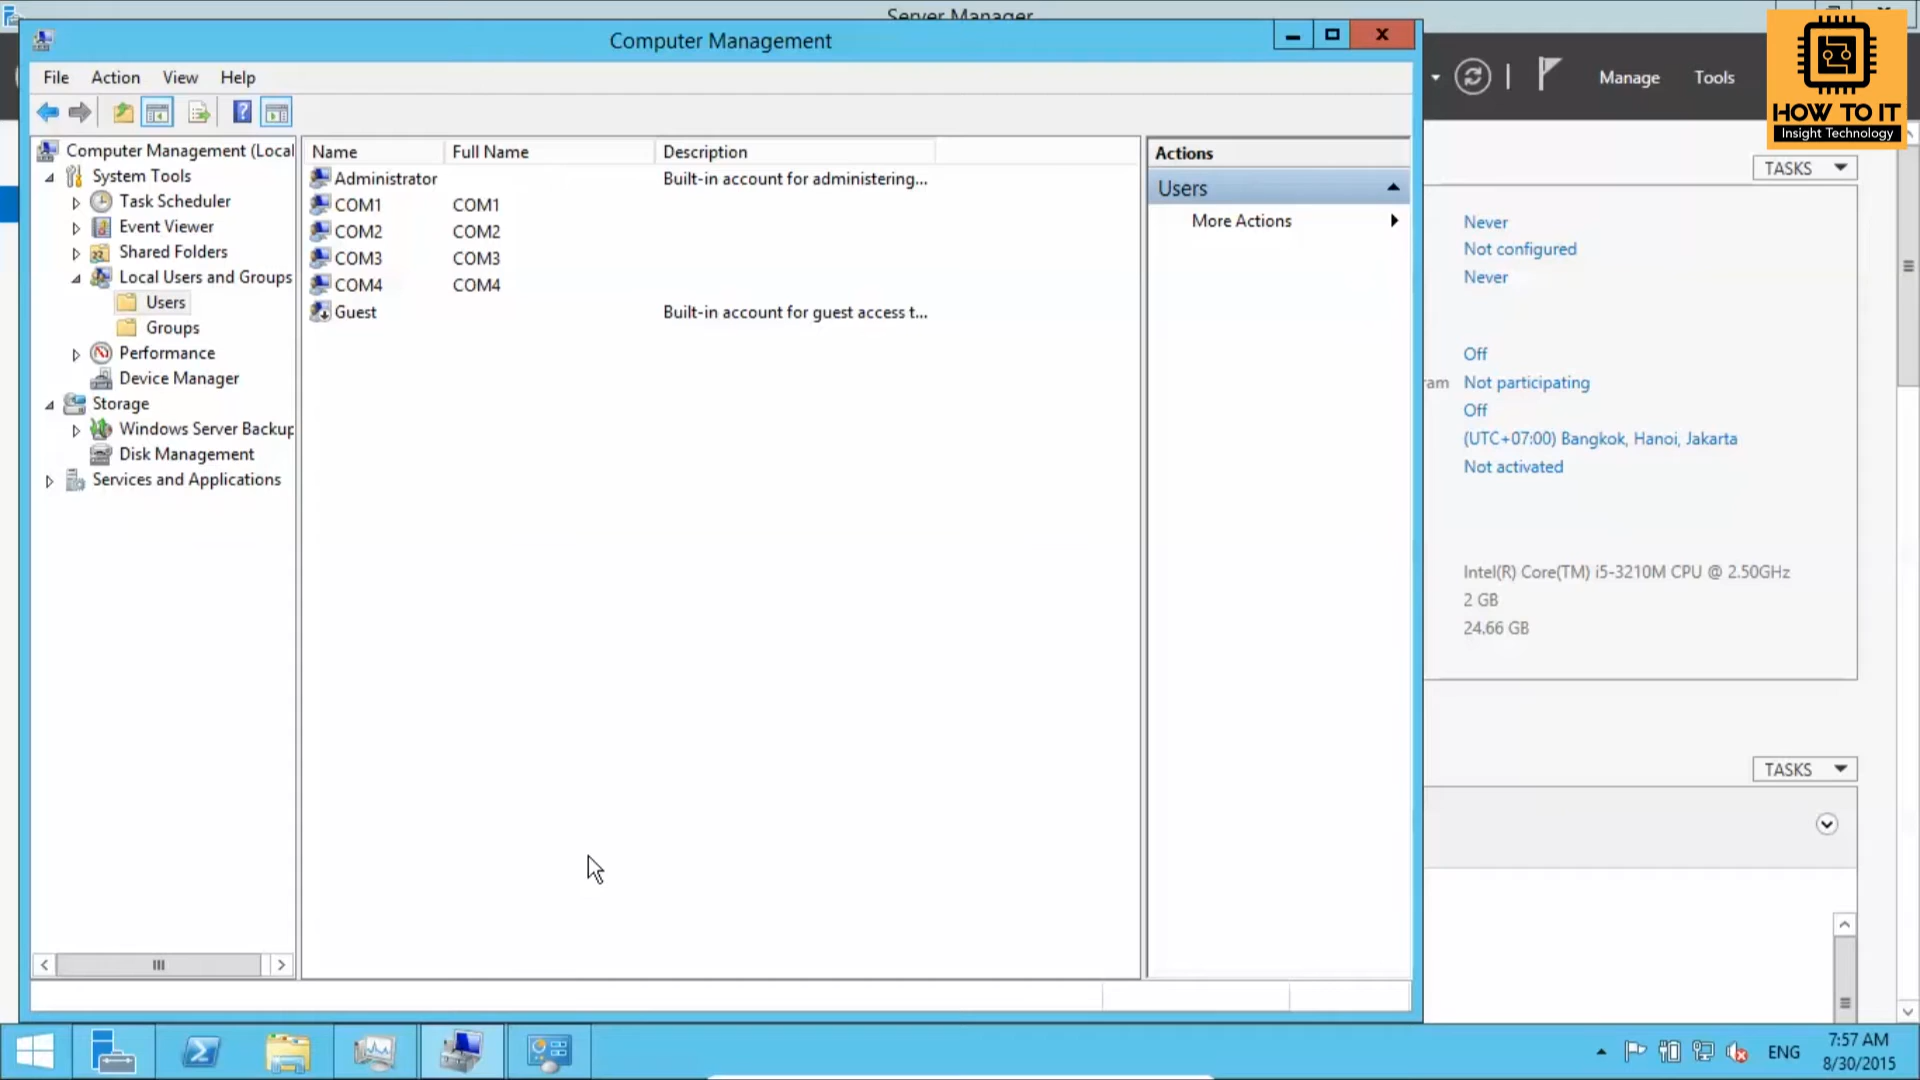 Server Manager
Computer Management
File Action View Help
Manage Tools
HOW TO IT
Insight Technology
Computer Management (Local
System Tools
Task Scheduler
Event Viewer
Shared Folders
Local Users and Groups
Users
Groups
Performance
Device Manager
Storage
Windows Server Backup
Disk Management
Services and Applications
Name Full Name Description
Administrator Built-in account for administering...
COM1 COM1
COM2 COM2
COM3 COM3
COM4 COM4
Guest Built-in account for guest access t...
Actions
Users
More Actions
TASKS
Never
Not configured
Never
Off
ram Not participating
Off
(UTC+07:00) Bangkok, Hanoi, Jakarta
Not activated
Intel(R) Core(TM) i5-3210M CPU @ 2.50GHz
2 GB
24.66 GB
TASKS
ENG
7:57 AM
8/30/2015